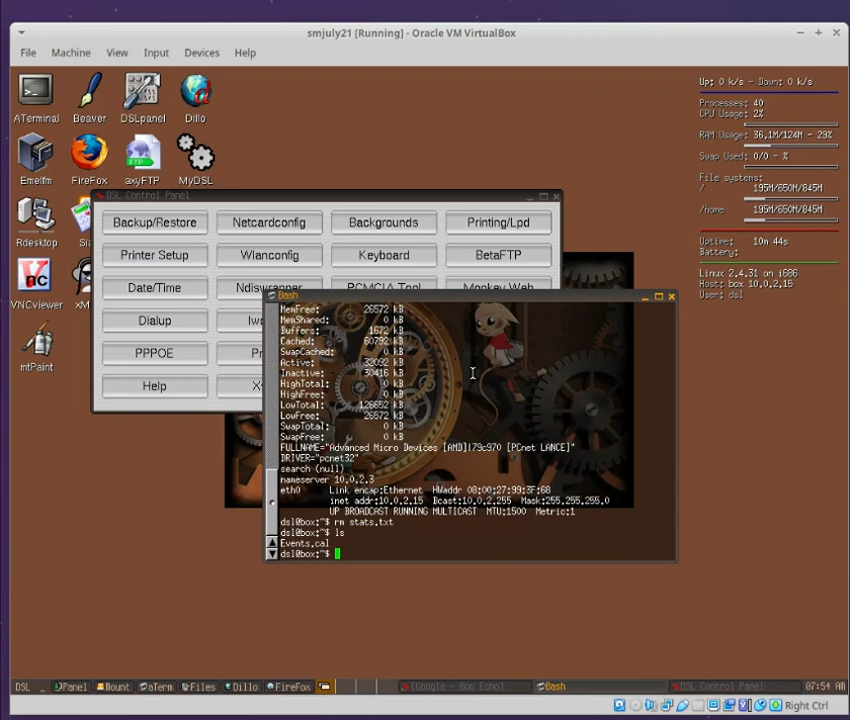 smjuly21 [Running] - Oracle VM VirtualBox
File Machine View Input Devices Help
ATerminal Beaver DSLpanel Dillo
Emelfm FireFox axyFTP MyDSL
Rdesktop
VNCviewer
mtPaint
Up: 0 k/s - Down: 0 k/s
Processes: 40
CPU Usage: 2%
RAM Usage: 36.1M/124M - 29%
Swap Used: 0/0 - %
File systems:
/ 195M/650M/845M
/home 195M/650M/845M
Uptime: 10m 44s
Battery:
Linux 2.4.31 on i686
Host: box 10.0.2.15
User: dsl
DSL Control Panel
Backup/Restore Netcardconfig Backgrounds Printing/Lpd
Printer Setup Wlanconfig Keyboard BetaFTP
Date/Time Ndiswrapper PCMCIA Tool Monkey Web
Dialup
PPPOE
Help
Bash
MemFree: 26572 kB
MemShared: 0 kB
Buffers: 1672 kB
Cached: 60792 kB
SwapCached: 0 kB
Active: 32092 kB
Inactive: 30416 kB
HighTotal: 0 kB
HighFree: 0 kB
LowTotal: 126652 kB
LowFree: 26572 kB
SwapTotal: 0 kB
SwapFree: 0 kB
FULLNAME="Advanced Micro Devices [AMD]|79c970 [PCnet LANCE]"
DRIVER="pcnet32"
search (null)
nameserver 10.0.2.3
eth0 Link encap:Ethernet HWaddr 08:00:27:99:3F:68
inet addr:10.0.2.15 Bcast:10.0.2.255 Mask:255.255.255.0
UP BROADCAST RUNNING MULTICAST MTU:1500 Metric:1
dsl@box:~$ rm stats.txt
dsl@box:~$ ls
Events.cal
dsl@box:~$
DSL Panel Mount aTerm Files Dillo FireFox [Google - Bon Echo] Bash DSL Control Panel 07:54 AM
Right Ctrl